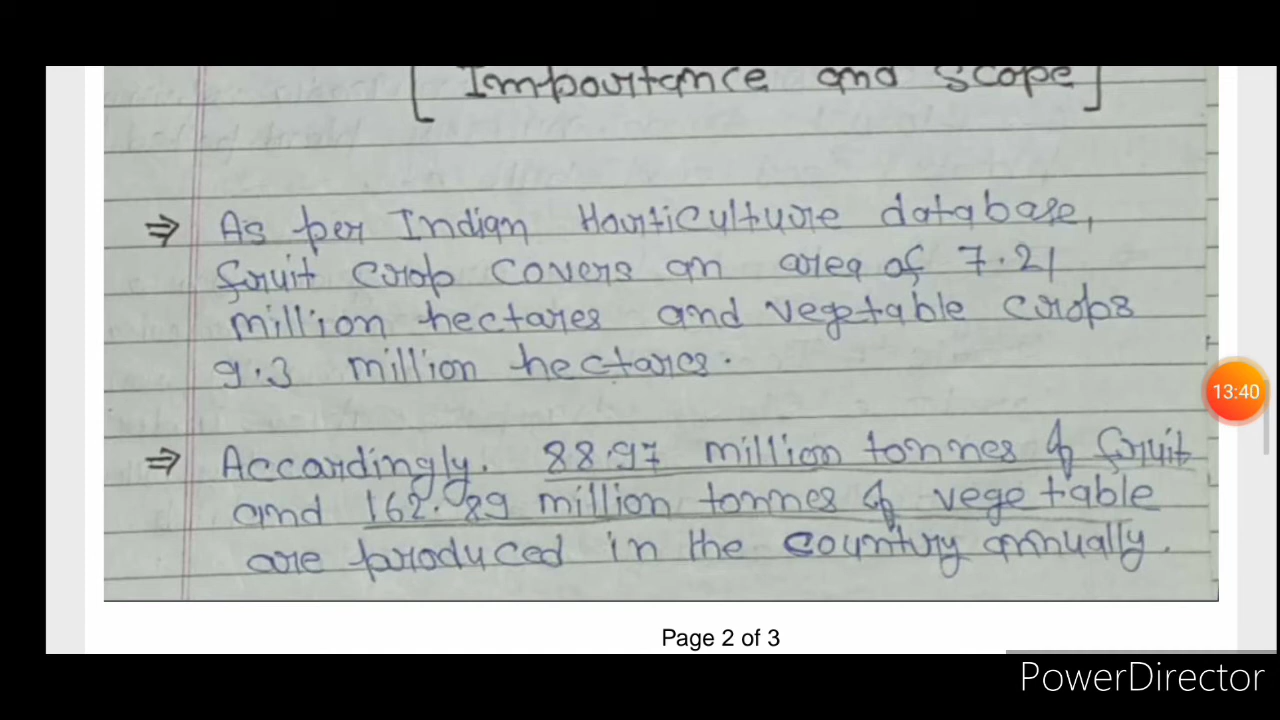 [ Importance and Scope ]
⇒ As per Indian Horticulture database,
fruit crop covers an area of 7.21
million hectares and vegetable crops
9.3 million hectares.
13:40
⇒ Accordingly. 88.97 million tonnes of fruit
and 162.89 million tonnes of vegetable
are produced in the country annually.
Page 2 of 3
PowerDirector